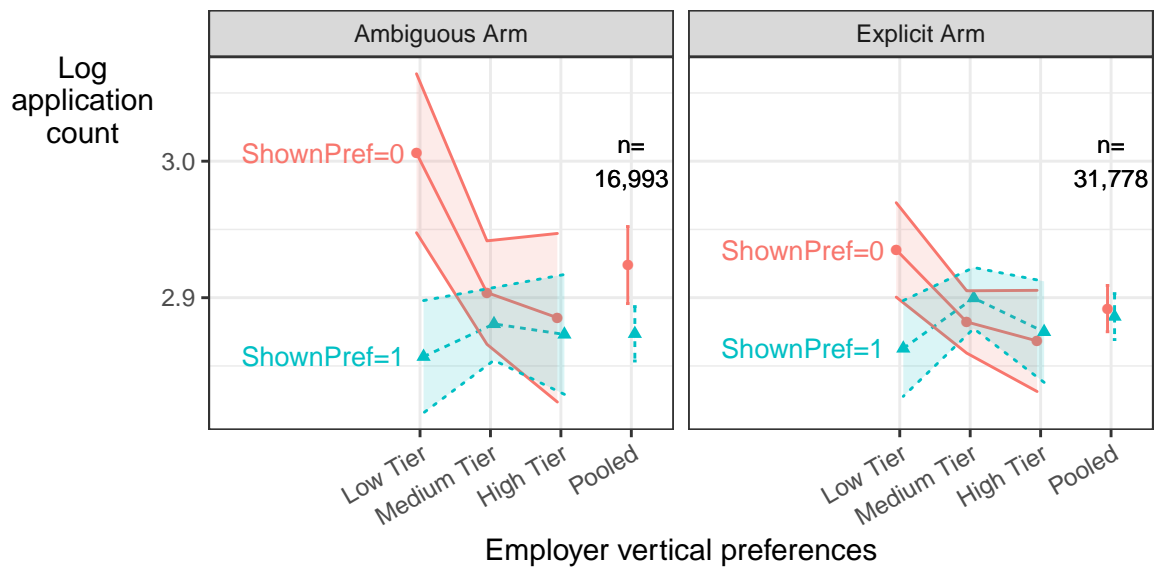 Ambiguous Arm
Explicit Arm
Log
application
count
3.0
2.9
ShownPref=0
ShownPref=1
n=
16,993
ShownPref=0
ShownPref=1
n=
31,778
Low Tier
Medium Tier
High Tier
Pooled
Low Tier
Medium Tier
High Tier
Pooled
Employer vertical preferences